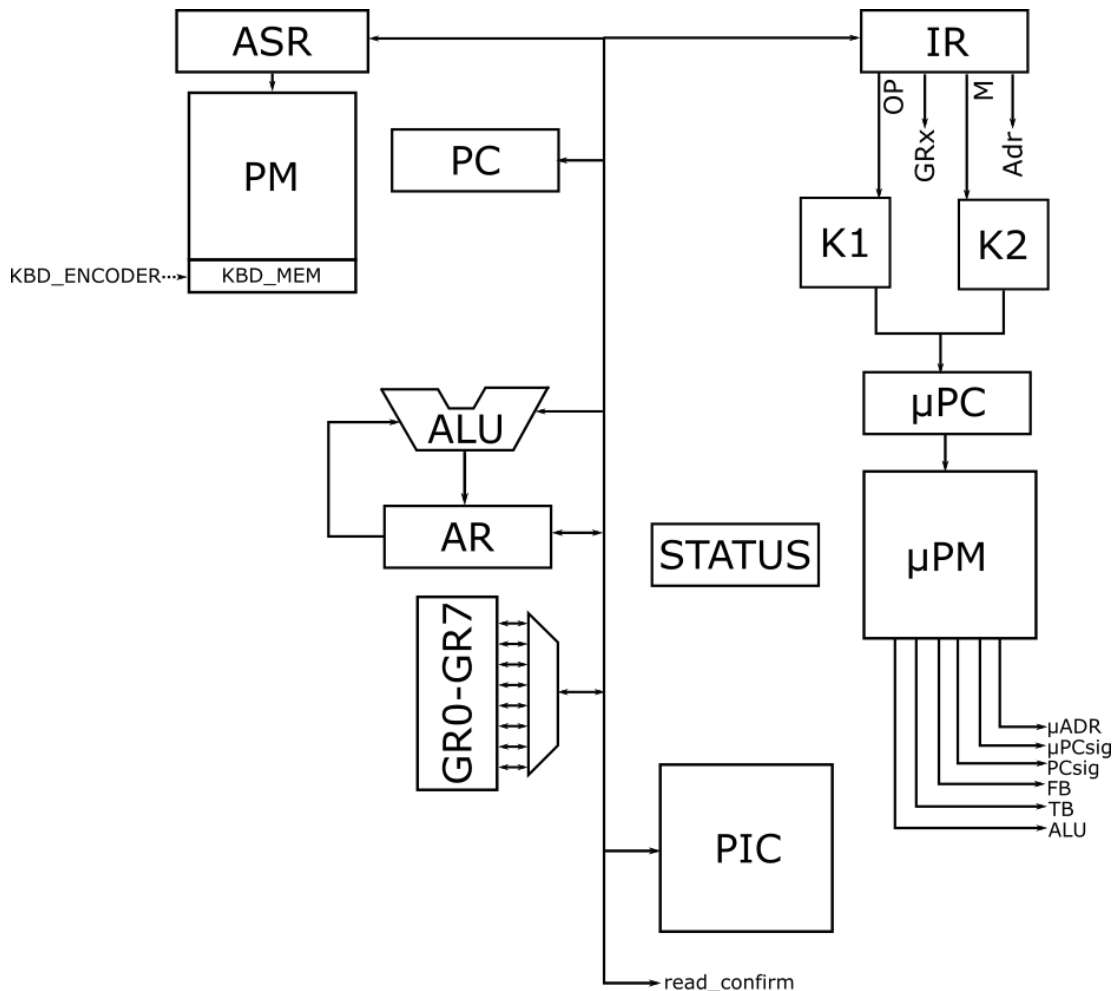 ASR
IR
OP
GRx
M
Adr
PM
PC
K1
K2
KBD_ENCODER
KBD_MEM
µPC
ALU
AR
STATUS
µPM
GR0-GR7
µADR
µPCsig
PCsig
FB
TB
ALU
PIC
read_confirm